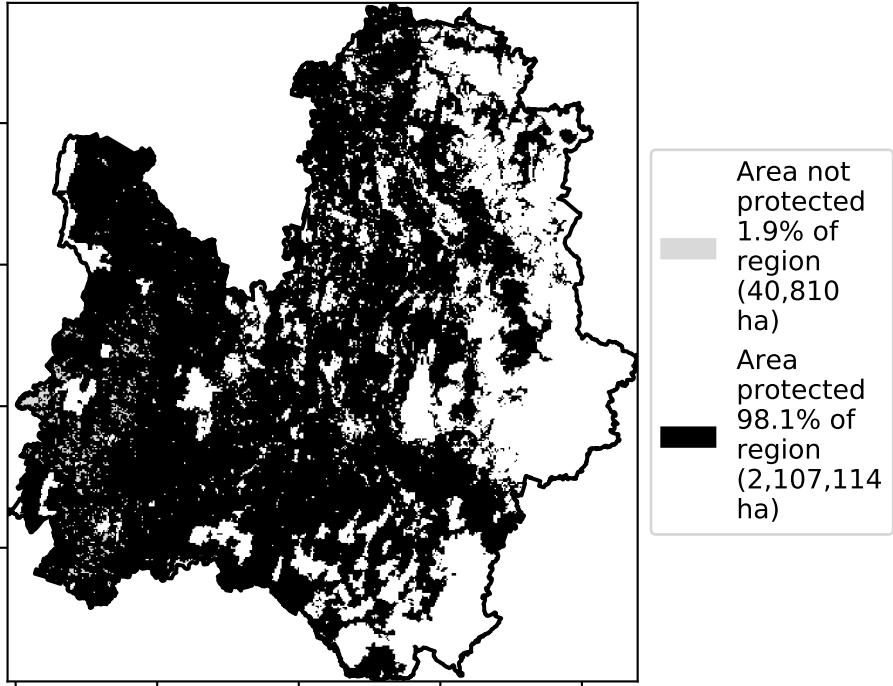 Area not
protected
1.9% of
region
(40,810
ha)
Area
protected
98.1% of
region
(2,107,114
ha)